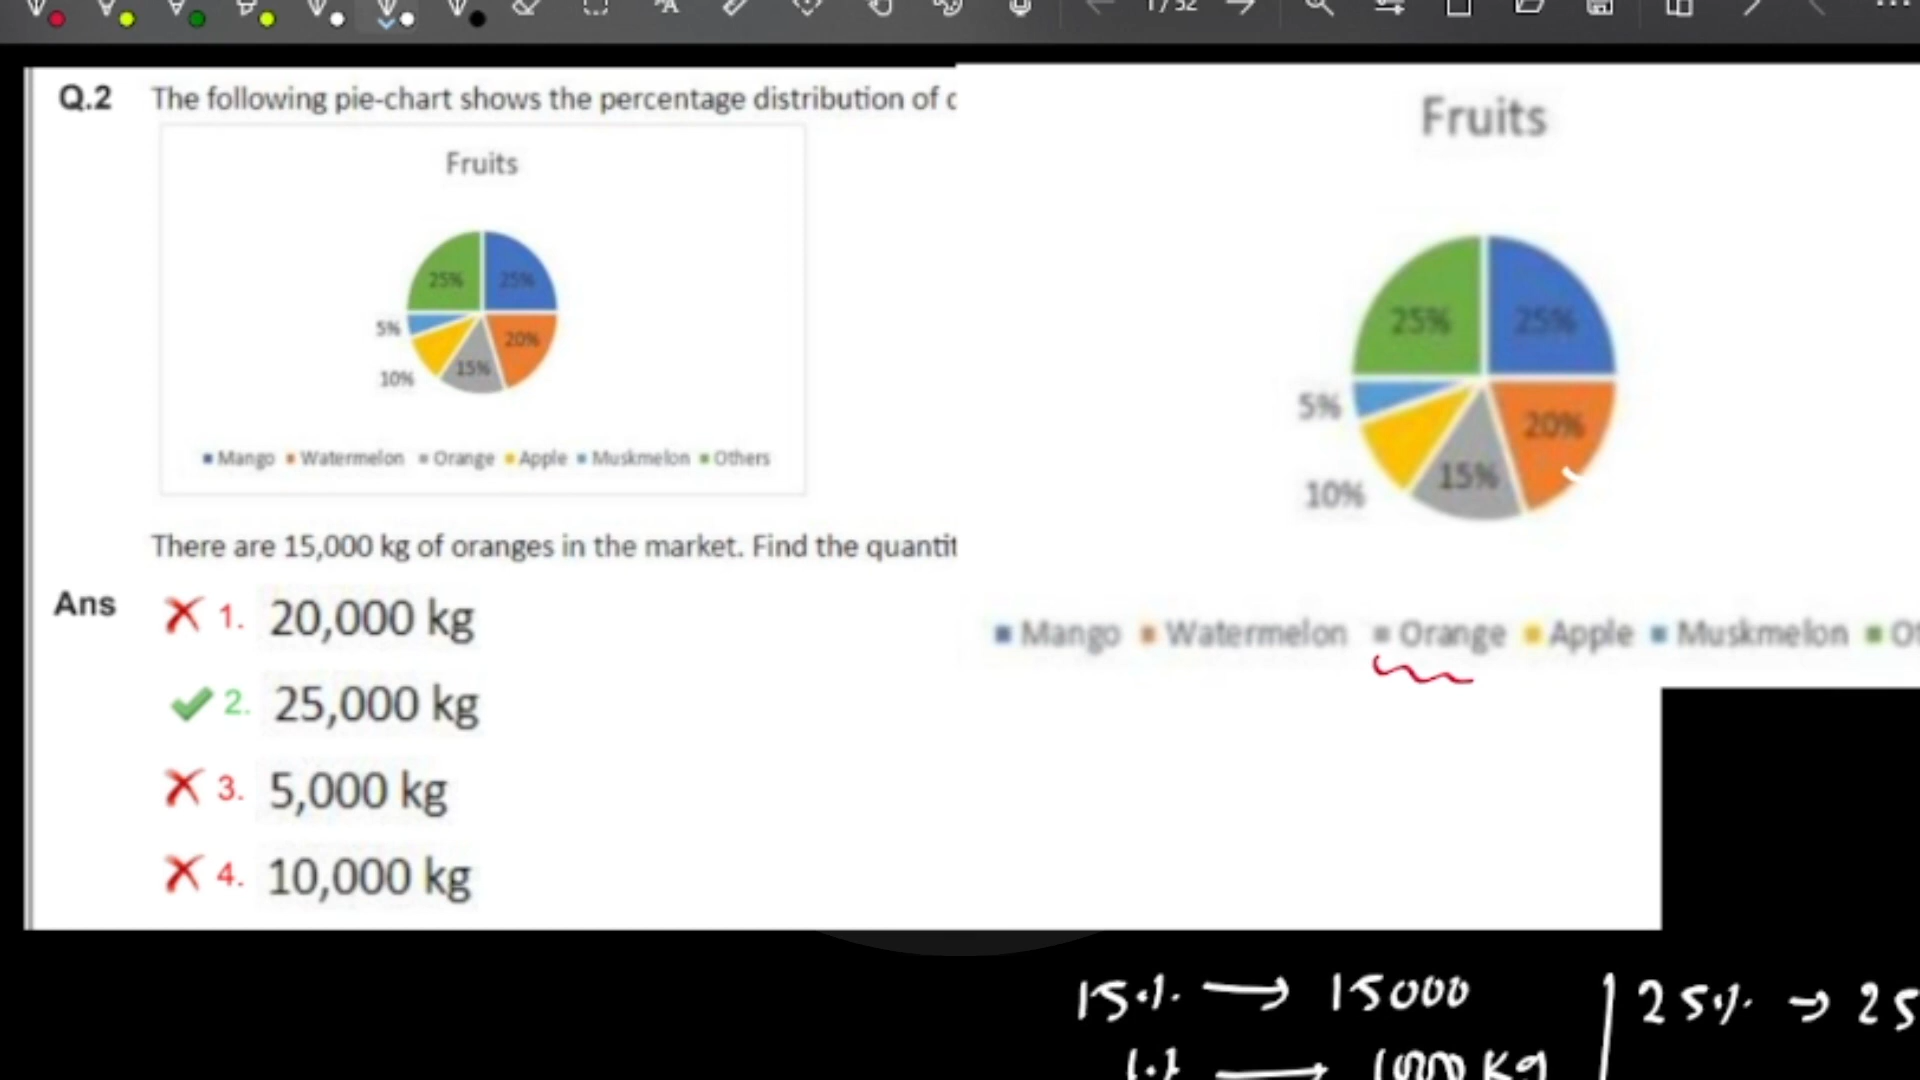 1 / 52
Q.2 The following pie-chart shows the percentage distribution of
Fruits
25% 25%
5%
20%
15%
10%
Mango Watermelon Orange Apple Muskmelon Others
There are 15,000 kg of oranges in the market. Find the
Ans
1. 20,000 kg
2. 25,000 kg
3. 5,000 kg
4. 10,000 kg
Fruits
25% 25%
5%
20%
15%
10%
Mango Watermelon Orange Apple Muskmelon
15% → 15000
1% → 1000 kg
25% → 25